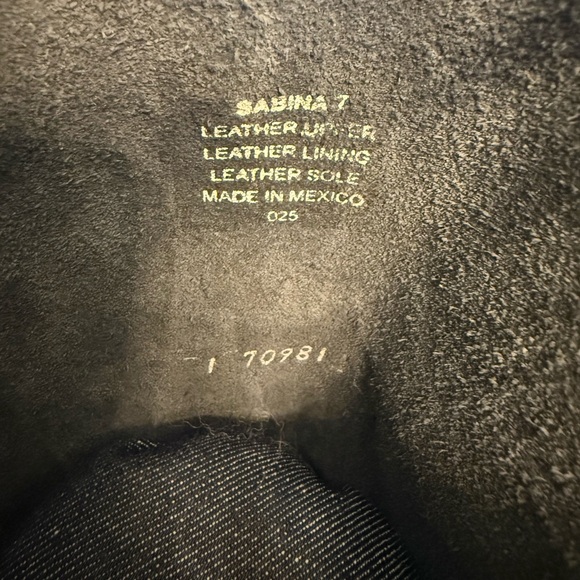 SABINA 7
LEATHER UPPER
LEATHER LINING
LEATHER SOLE
MADE IN MEXICO
025
1 70981